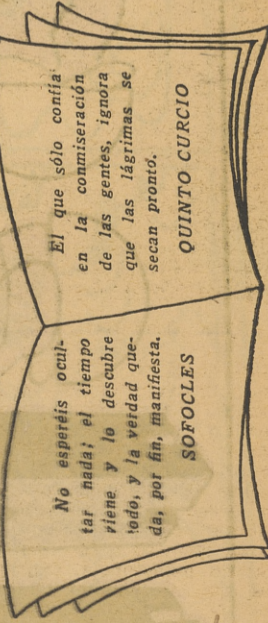 No esperéis ocul-
tar nada; el tiempo
viene y lo descubre
todo, y la verdad que-
da, por fin, manifiesta.
SOFOCLES
El que sólo confía
en la conmiseración
de las gentes, ignora
que las lágrimas se
secan pronto.
QUINTO CURCIO